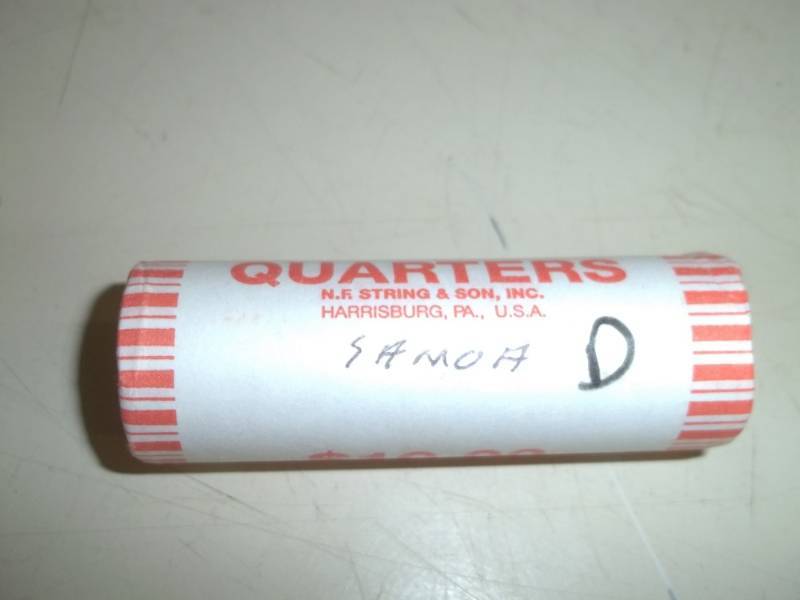 QUARTERS
N.F. STRING & SON, INC.
HARRISBURG, PA., U.S.A.
SAMOA D